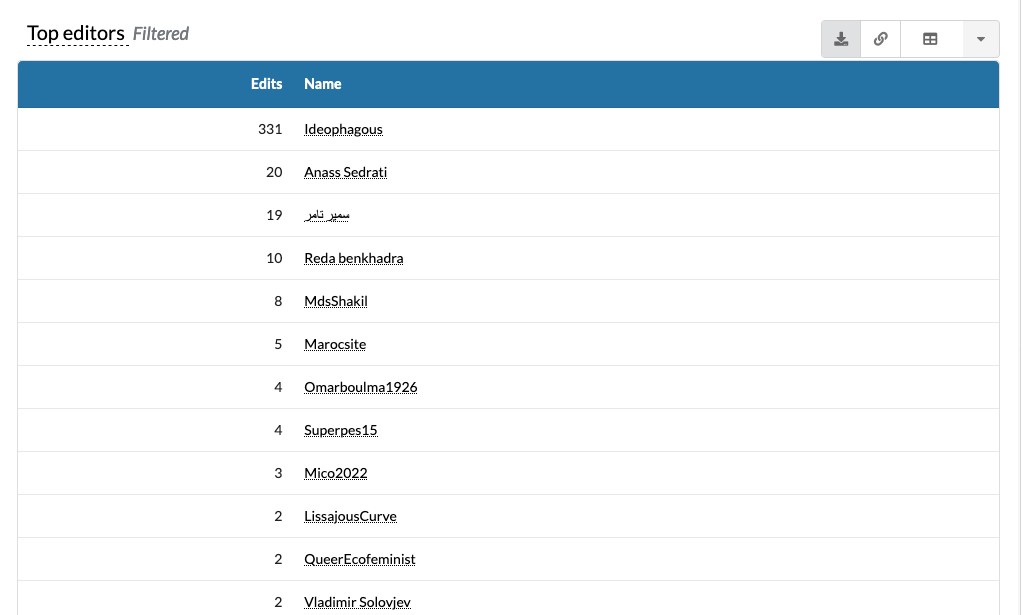 Top editors Filtered
Edits Name
331 Ideophagous
20 Anass Sedrati
19 سمير تامر
10 Reda benkhadra
8 MdsShakil
5 Marocsite
4 Omarboulma1926
4 Superpes15
3 Mico2022
2 LissajousCurve
2 QueerEcofeminist
2 Vladimir Solovjev